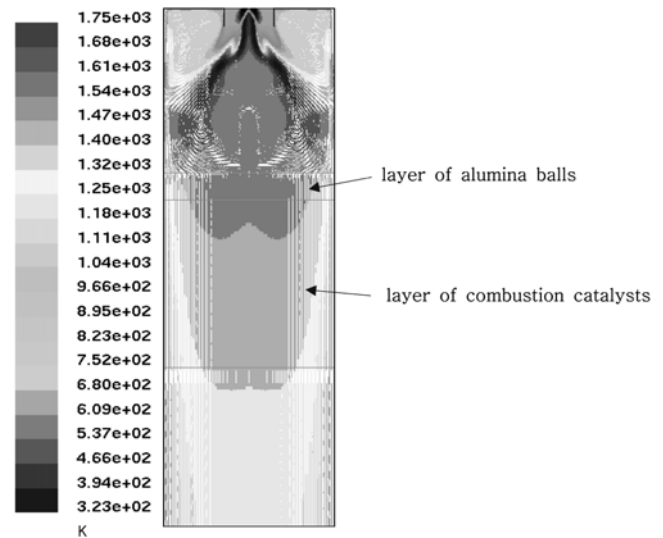 1.75e+03
1.68e+03
1.61e+03
1.54e+03
1.47e+03
1.40e+03
1.32e+03
1.25e+03
1.18e+03
1.11e+03
1.04e+03
9.66e+02
8.95e+02
8.23e+02
7.52e+02
6.80e+02
6.09e+02
5.37e+02
4.66e+02
3.94e+02
3.23e+02
K
layer of alumina balls
layer of combustion catalysts